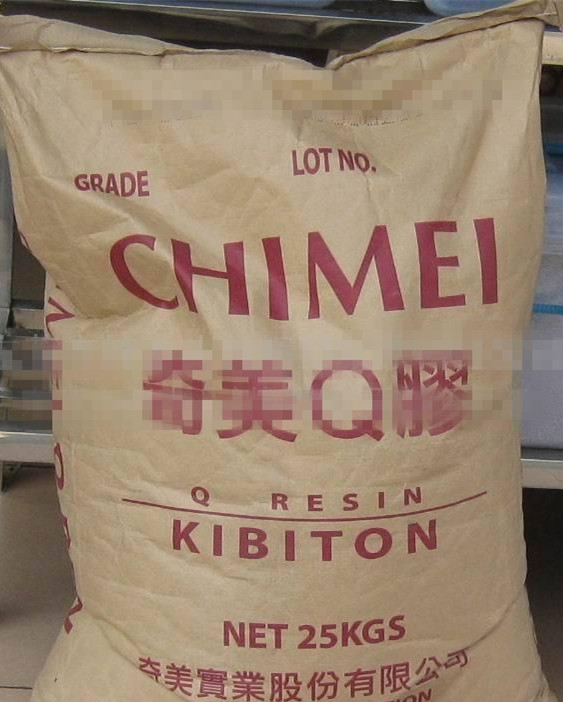 GRADE
LOT NO.
CHIMEI
奇美Q膠
Q RESIN
KIBITON
NET 25KGS
奇美實業股份有限公司